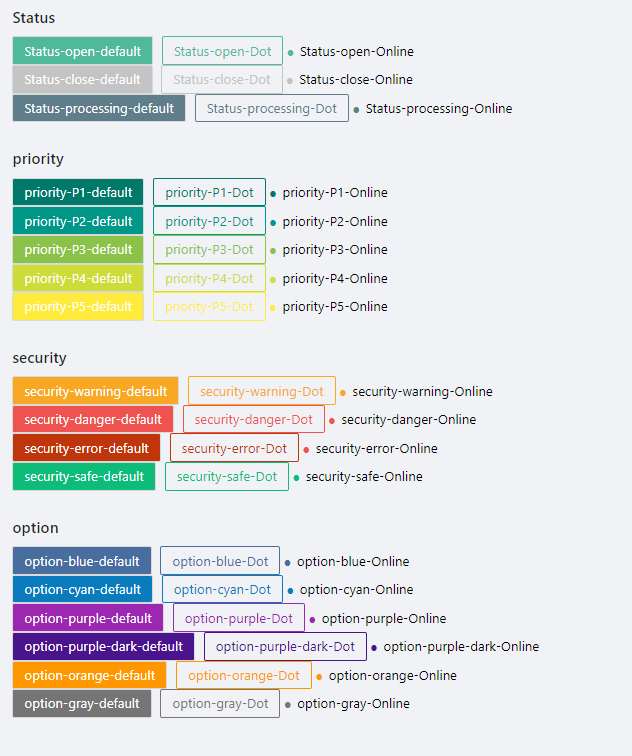 Status
Status-open-default Status-open-Dot Status-open-Online
Status-close-default Status-close-Dot Status-close-Online
Status-processing-default Status-processing-Dot Status-processing-Online
priority
priority-P1-default priority-P1-Dot priority-P1-Online
priority-P2-default priority-P2-Dot priority-P2-Online
priority-P3-default priority-P3-Dot priority-P3-Online
priority-P4-default priority-P4-Dot priority-P4-Online
priority-P5-default priority-P5-Dot priority-P5-Online
security
security-warning-default security-warning-Dot security-warning-Online
security-danger-default security-danger-Dot security-danger-Online
security-error-default security-error-Dot security-error-Online
security-safe-default security-safe-Dot security-safe-Online
option
option-blue-default option-blue-Dot option-blue-Online
option-cyan-default option-cyan-Dot option-cyan-Online
option-purple-default option-purple-Dot option-purple-Online
option-purple-dark-default option-purple-dark-Dot option-purple-dark-Online
option-orange-default option-orange-Dot option-orange-Online
option-gray-default option-gray-Dot option-gray-Online